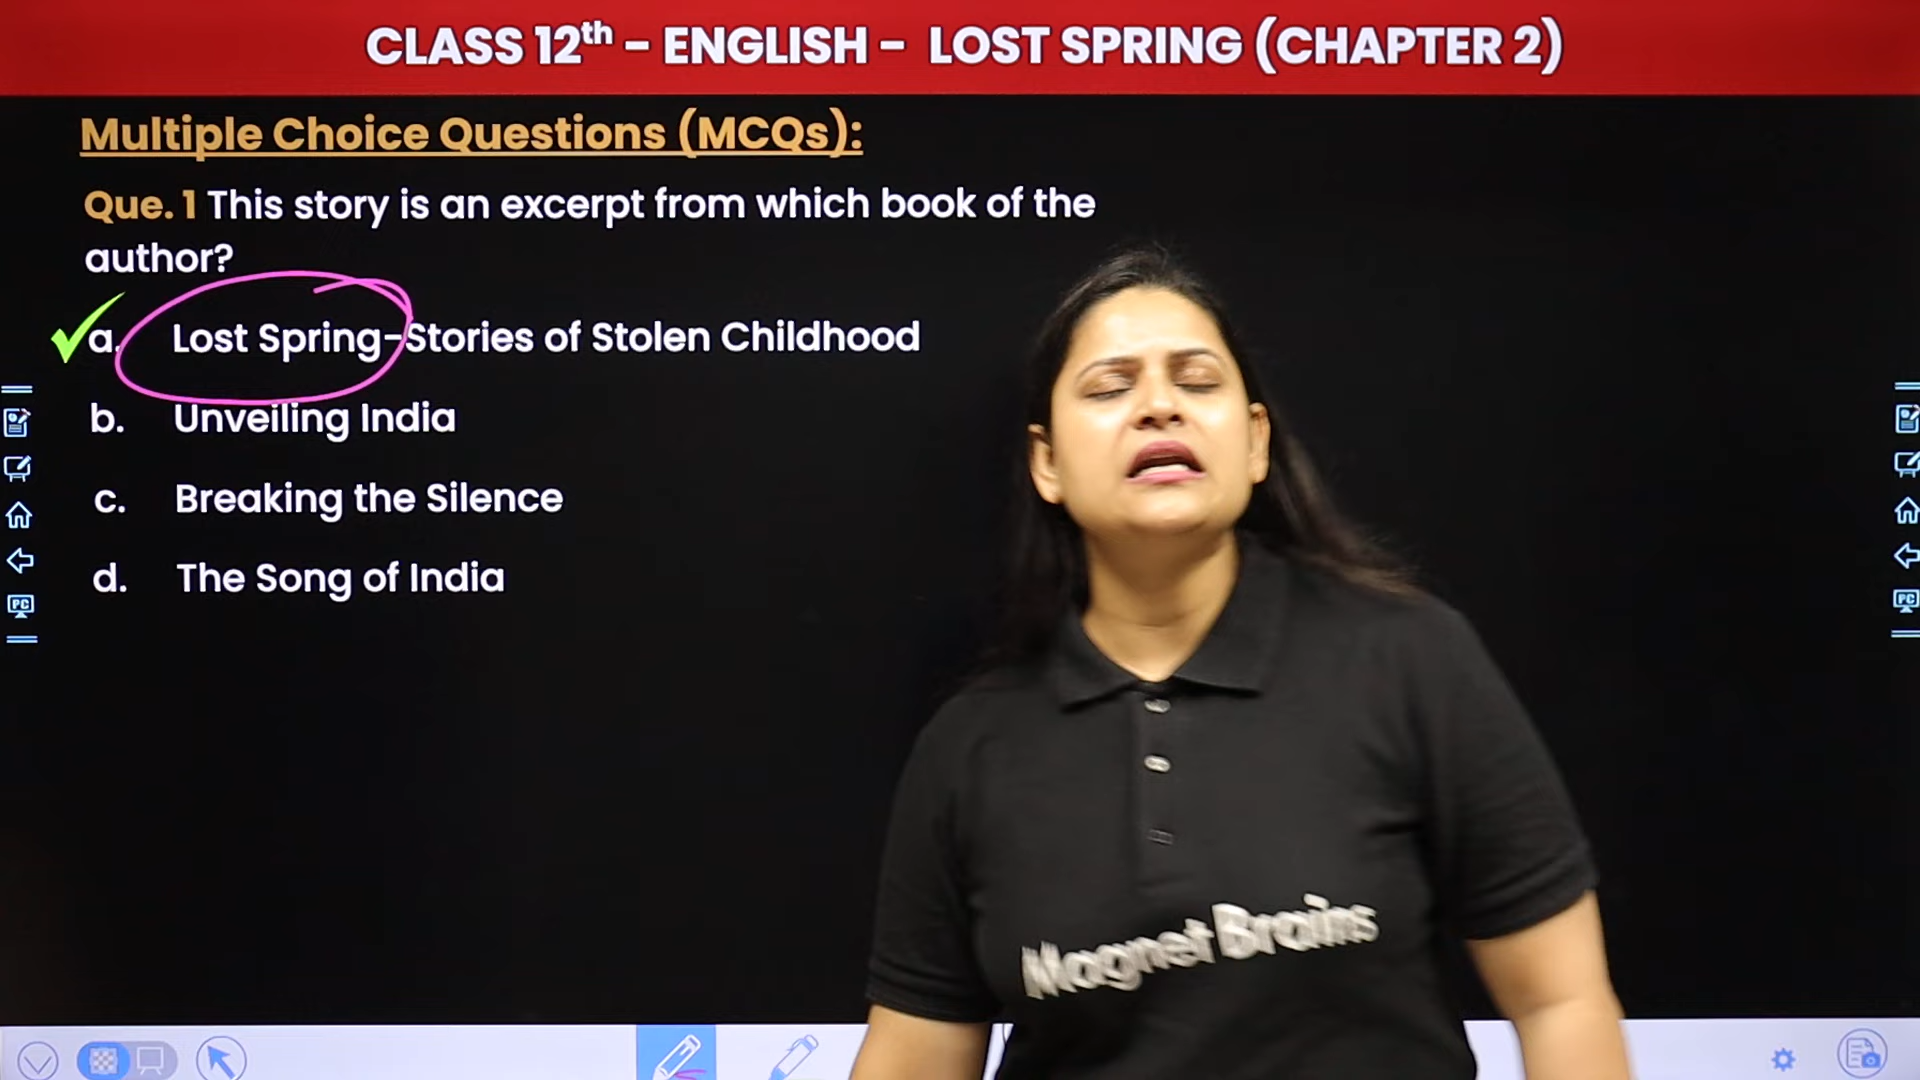 CLASS 12th - ENGLISH - LOST SPRING (CHAPTER 2)
Multiple Choice Questions (MCQs):
Que. 1 This story is an excerpt from which book of the
author?
a. Lost Spring-Stories of Stolen Childhood
b. Unveiling India
c. Breaking the Silence
d. The Song of India
Magnet Brains
PC
PC